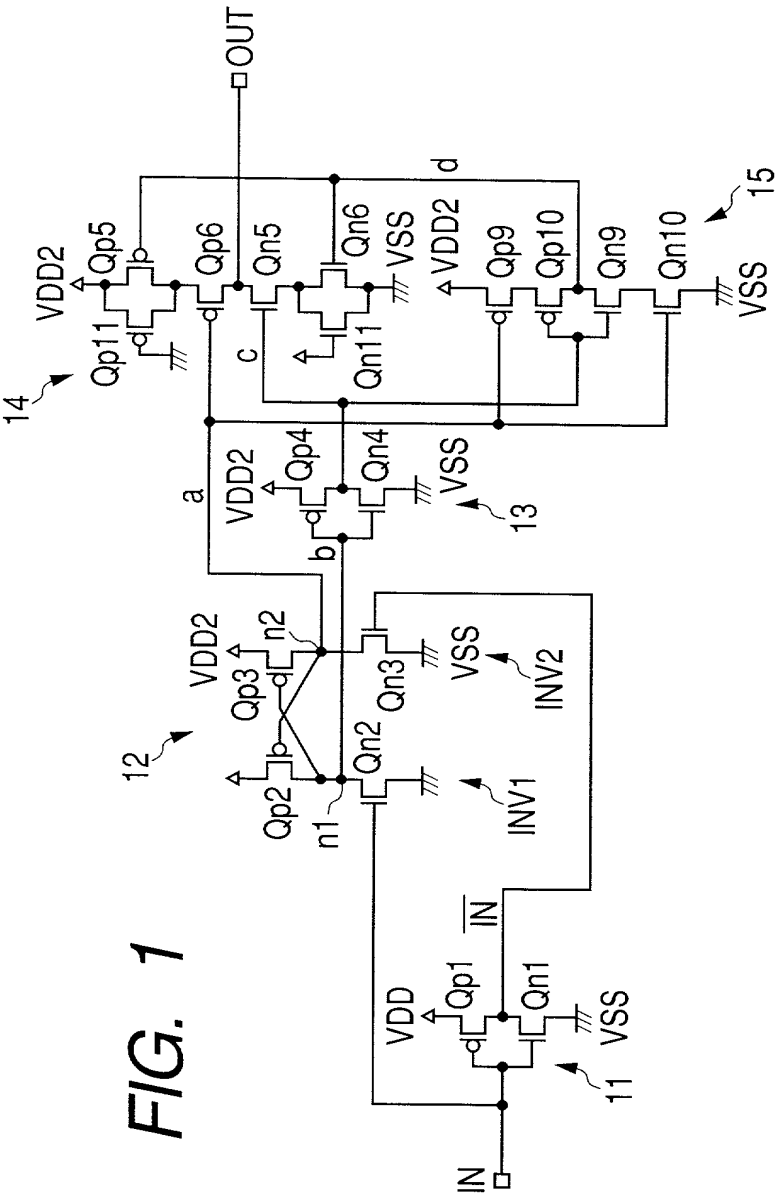 FIG. 1
IN
11
VDD
Qp1
Qn1
VSS
IN
12
Qp2
n1
Qn2
INV1
VDD2
Qp3
n2
Qn3
VSS
INV2
a
b
VDD2
Qp4
Qn4
VSS
13
14
VDD2
Qp11
Qp5
Qp6
c
Qn5
Qn11
Qn6
VSS
OUT
d
VDD2
Qp9
Qp10
Qn9
Qn10
VSS
15